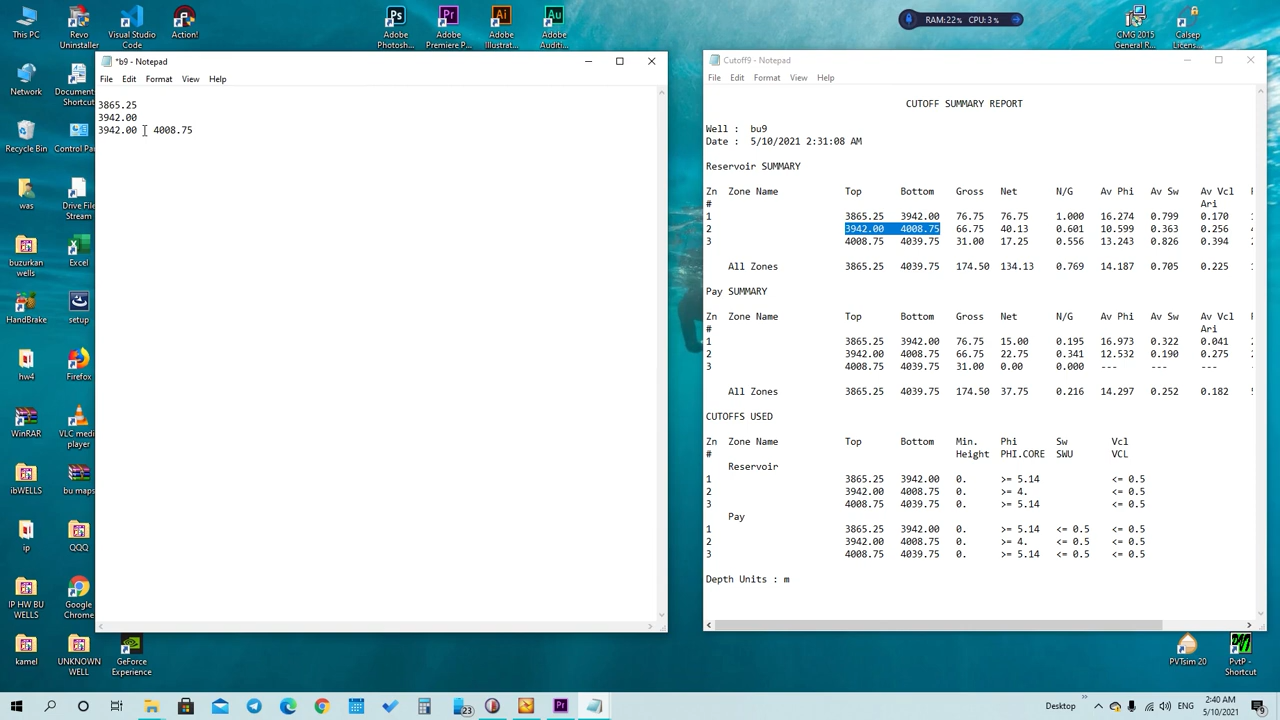 This PC
Revo
Uninstaller
Visual Studio
Code
Action!
Adobe
Photosh...
Adobe
Premiere P...
Adobe
Illustrat...
Adobe
Auditi...
RAM:22% CPU:3%
CMG 2015
General R...
Calsep
Licens...
*b9 - Notepad
File Edit Format View Help
3865.25
3942.00
3942.00 4008.75
Network
Documents
Shortcut
Recycle Bin
Control Pa
was
Drive File
Stream
buzurkan
wells
Excel
HandBrake
setup
hw4
Firefox
WinRAR
VLC media
player
lbWELLS
bu maps
ip
QQQ
IP HW BU
WELLS
Google
Chrome
kamel
UNKNOWN
WELL
GeForce
Experience
Cutoff9 - Notepad
File Edit Format View Help
CUTOFF SUMMARY REPORT
Well : bu9
Date : 5/10/2021 2:31:08 AM
Reservoir SUMMARY
Zn Zone Name Top Bottom Gross Net N/G Av Phi Av Sw Av Vcl
# Ari
1 3865.25 3942.00 76.75 76.75 1.000 16.274 0.799 0.170
2 3942.00 4008.75 66.75 40.13 0.601 10.599 0.363 0.256
3 4008.75 4039.75 31.00 17.25 0.556 13.243 0.826 0.394
All Zones 3865.25 4039.75 174.50 134.13 0.769 14.187 0.705 0.225
Pay SUMMARY
Zn Zone Name Top Bottom Gross Net N/G Av Phi Av Sw Av Vcl
# Ari
1 3865.25 3942.00 76.75 15.00 0.195 16.973 0.322 0.041
2 3942.00 4008.75 66.75 22.75 0.341 12.532 0.190 0.275
3 4008.75 4039.75 31.00 0.00 0.000 --- --- ---
All Zones 3865.25 4039.75 174.50 37.75 0.216 14.297 0.252 0.182
CUTOFFS USED
Zn Zone Name Top Bottom Min. Phi Sw Vcl
# Height PHI.CORE SWU VCL
Reservoir
1 3865.25 3942.00 0. >= 5.14 <= 0.5
2 3942.00 4008.75 0. >= 4. <= 0.5
3 4008.75 4039.75 0. >= 5.14 <= 0.5
Pay
1 3865.25 3942.00 0. >= 5.14 <= 0.5 <= 0.5
2 3942.00 4008.75 0. >= 4. <= 0.5 <= 0.5
3 4008.75 4039.75 0. >= 5.14 <= 0.5 <= 0.5
Depth Units : m
PVTsim 20
PvtP -
Shortcut
23
Desktop
ENG
2:40 AM
5/10/2021
9